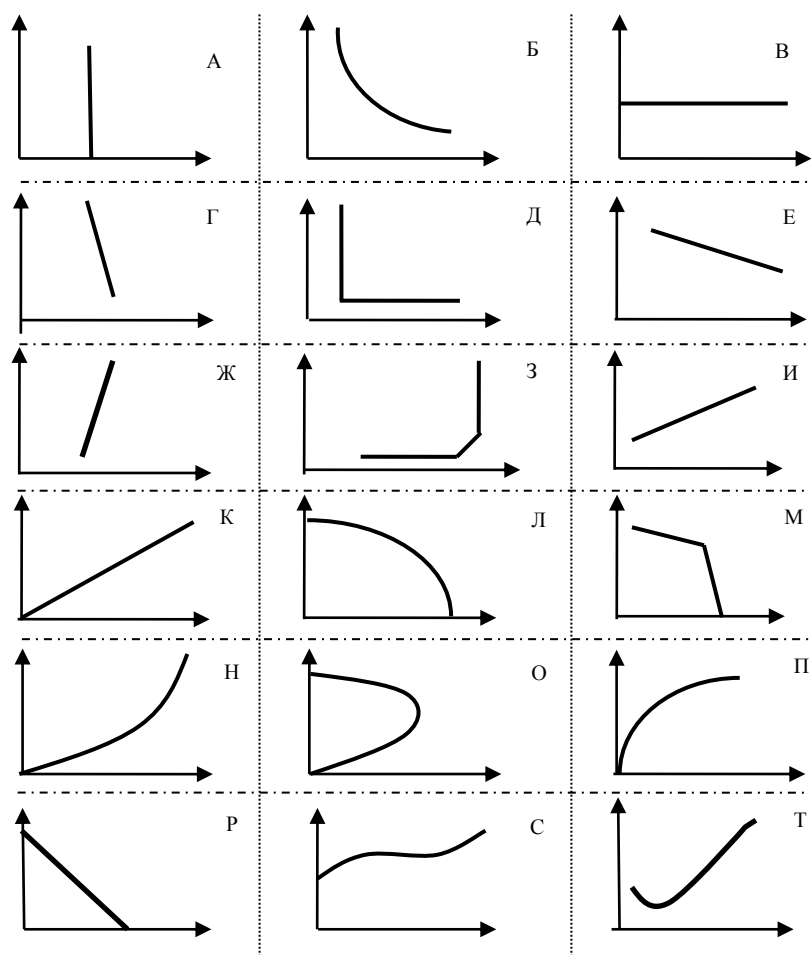 А Б В
Г Д Е
Ж З И
К Л М
Н О П
Р С Т